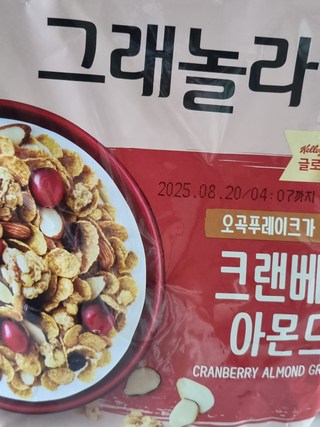 그래놀라
Kellogg
글로
2025.08.20/04:07까지
오곡푸레이크가
크랜베
아몬드
CRANBERRY ALMOND GR